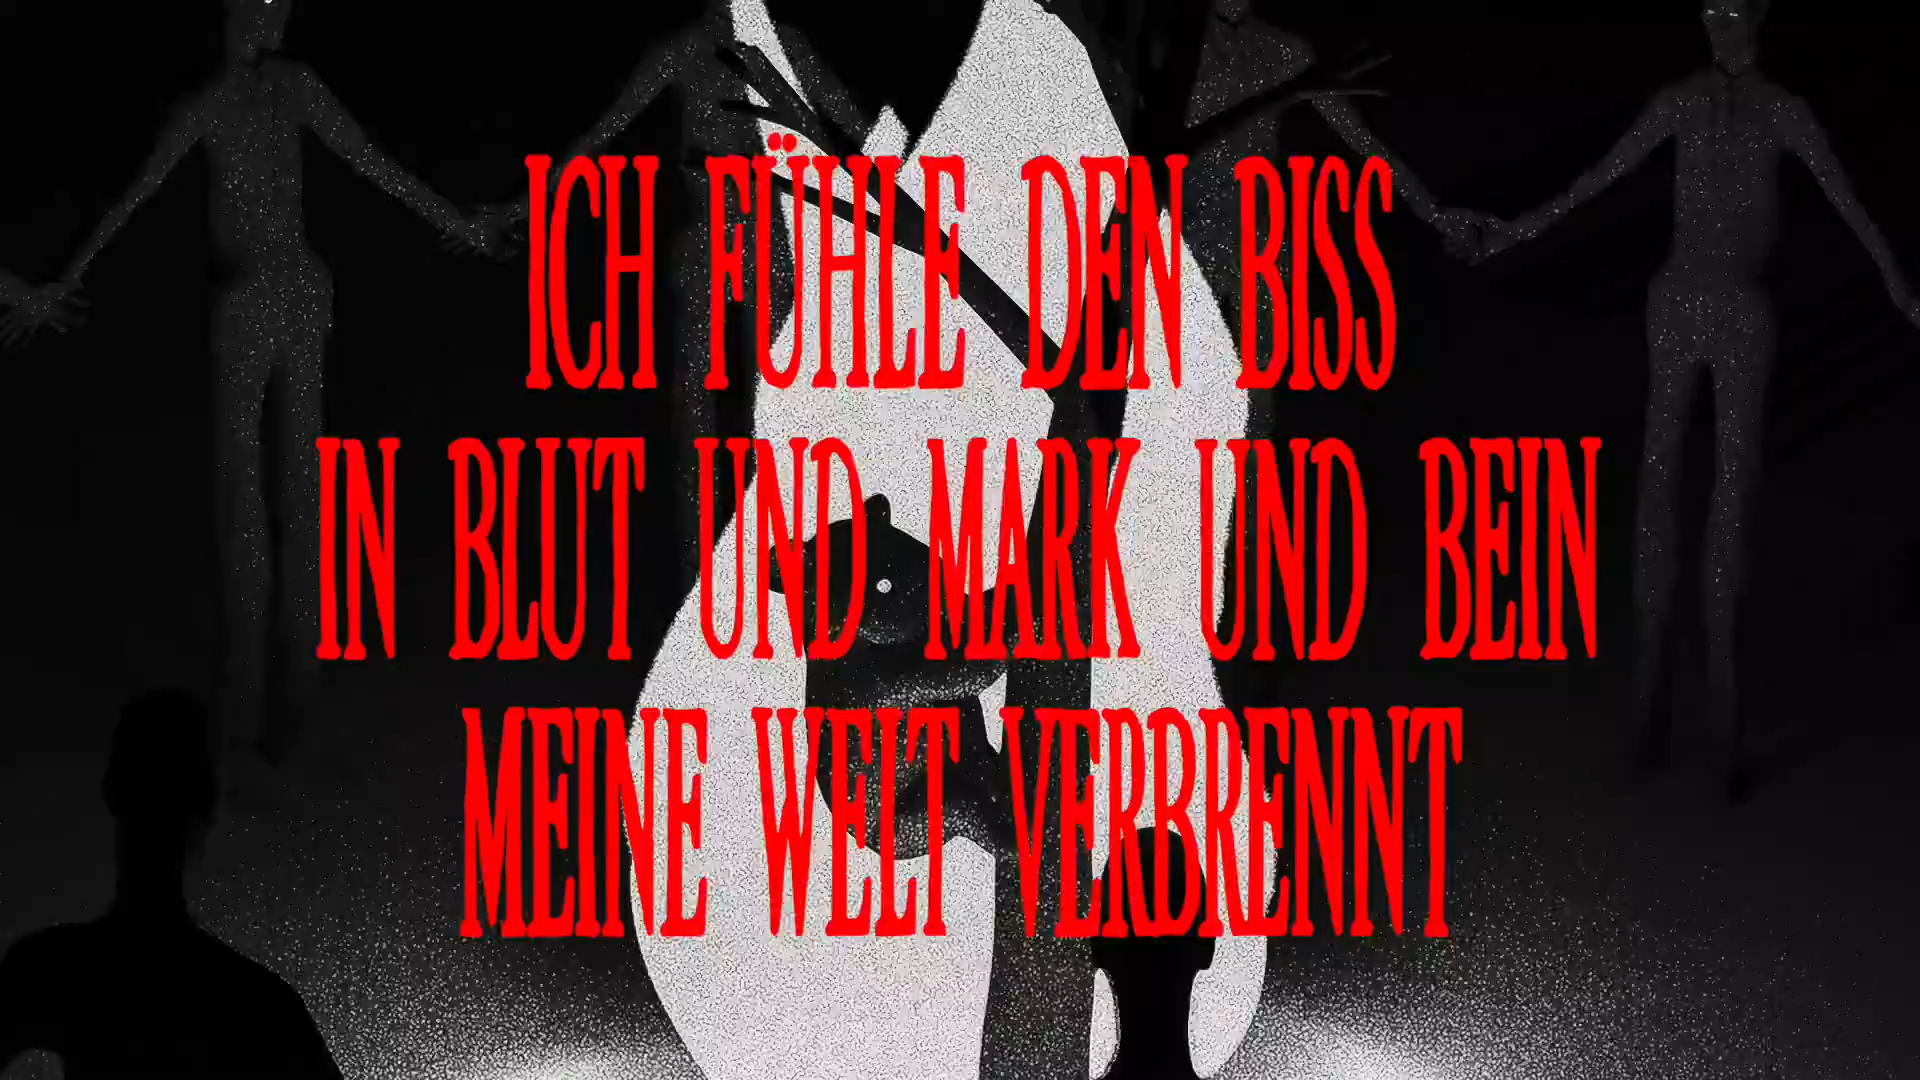 ICH FÜHLE DEN BISS
IN BLUT UND MARK UND BEIN
MEINE WELT VERBRENNT